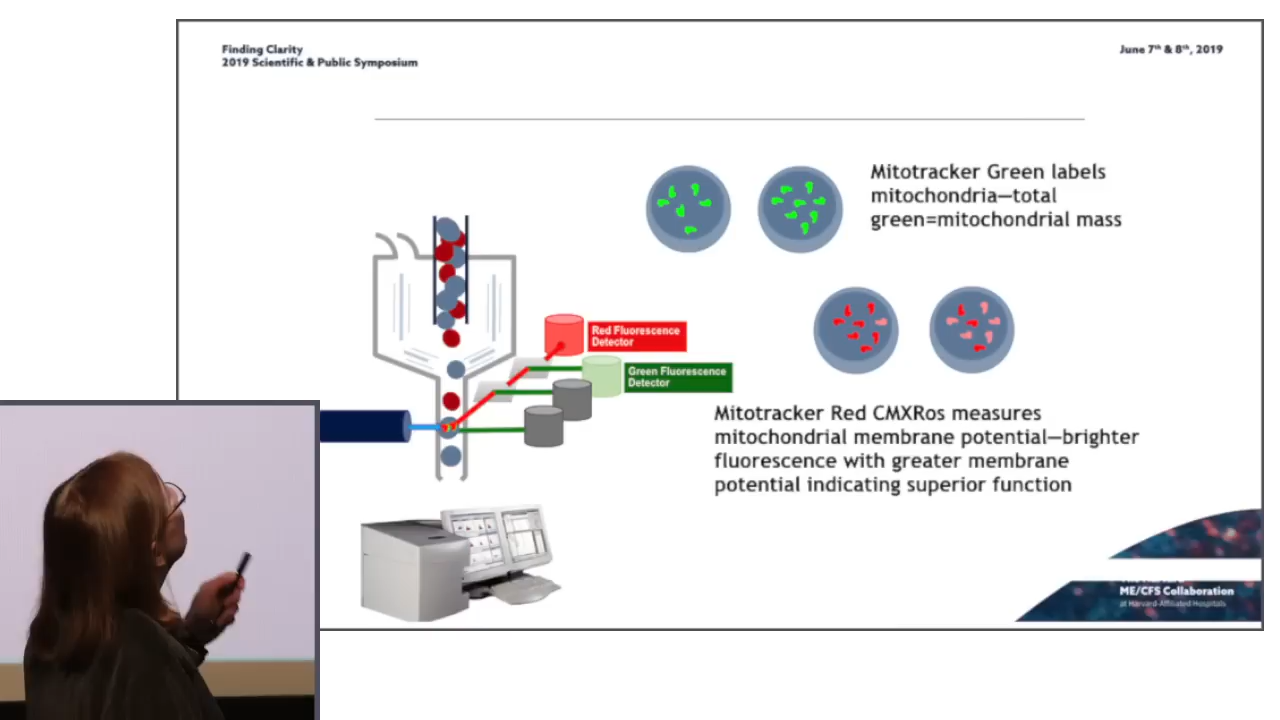 Finding Clarity
2019 Scientific & Public Symposium
June 7th & 8th, 2019
Mitotracker Green labels
mitochondria—total
green=mitochondrial mass
Red Fluorescence
Detector
Green Fluorescence
Detector
Mitotracker Red CMXRos measures
mitochondrial membrane potential—brighter
fluorescence with greater membrane
potential indicating superior function
ME/CFS Collaboration
at Harvard-Affiliated Hospitals